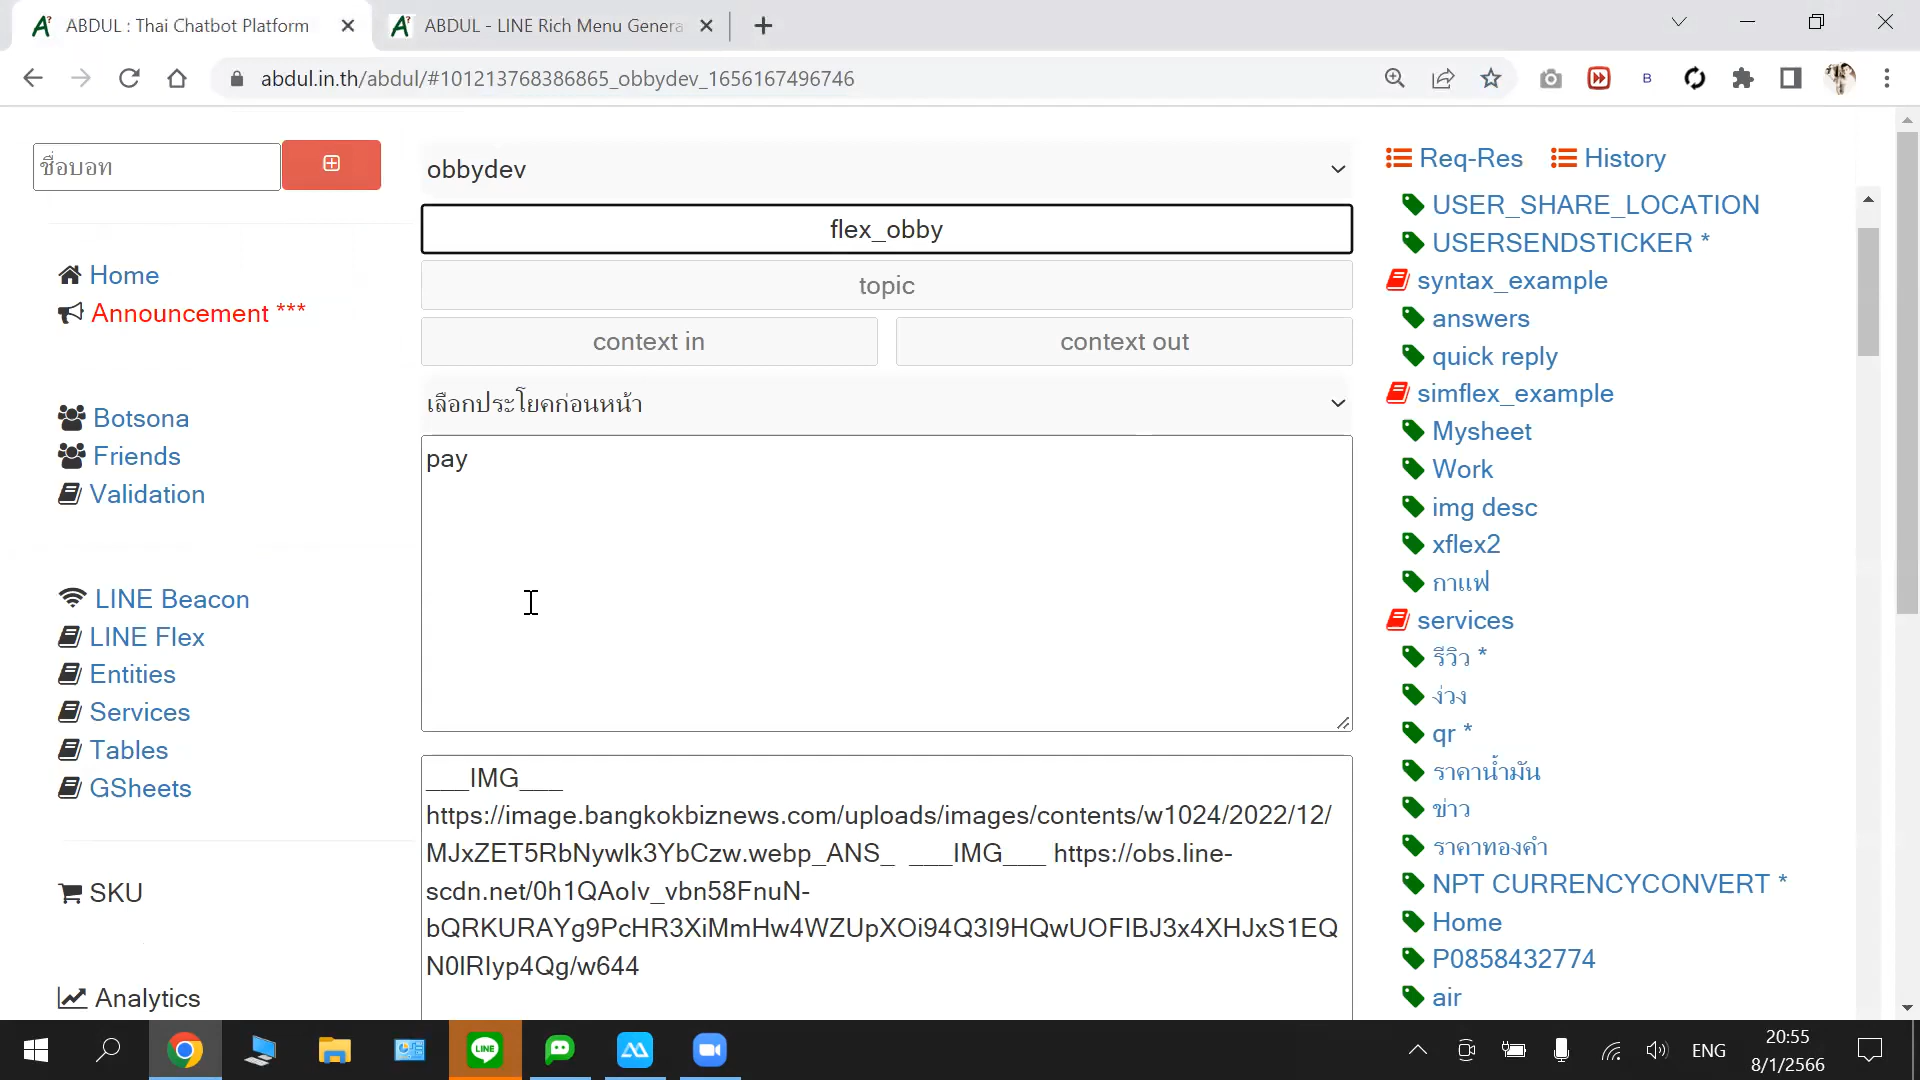 ABDUL : Thai Chatbot Platform
ABDUL - LINE Rich Menu Genera
abdul.in.th/abdul/#101213768386865_obbydev_1656167496746
ชื่อบอท
Home
Announcement ***
Botsona
Friends
Validation
LINE Beacon
LINE Flex
Entities
Services
Tables
GSheets
SKU
Analytics
obbydev
flex_obby
topic
context in
context out
เลือกประโยคก่อนหน้า
pay
___IMG___
https://image.bangkokbiznews.com/uploads/images/contents/w1024/2022/12/
MJxZET5RbNywlk3YbCzw.webp_ANS_ ___IMG___ https://obs.line-
scdn.net/0h1QAoIv_vbn58FnuN-
bQRKURAYg9PcHR3XiMmHw4WZUpXOi94Q3I9HQwUOFIBJ3x4XHJxS1EQ
N0lRIyp4Qg/w644
Req-Res
History
USER_SHARE_LOCATION
USERSENDSTICKER *
syntax_example
answers
quick reply
simflex_example
Mysheet
Work
img desc
xflex2
กาแฟ
services
รีวิว *
ง่วง
qr *
ราคาน้ำมัน
ข่าว
ราคาทองคำ
NPT CURRENCYCONVERT *
Home
P0858432774
air
LINE
ENG
20:55
8/1/2566